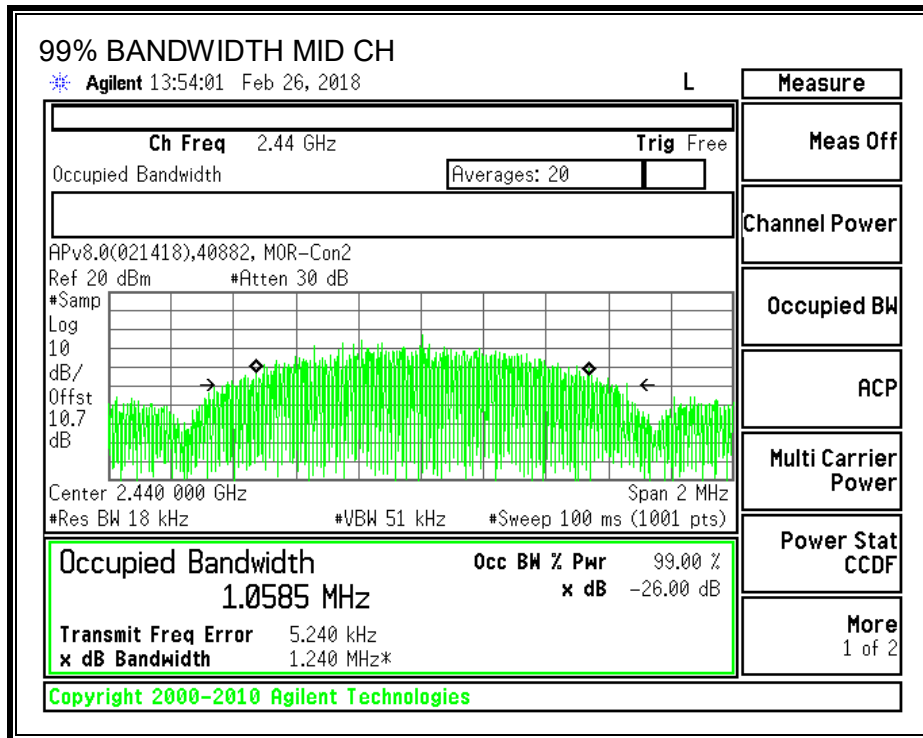 99% BANDWIDTH MID CH
Agilent 13:54:01 Feb 26, 2018 L
Measure
Ch Freq 2.44 GHz Trig Free
Meas Off
Occupied Bandwidth Averages: 20
Channel Power
APv8.0(021418),40882, MOR-Con2
Ref 20 dBm #Atten 30 dB
#Samp
Log
10
dB/
Offst
10.7
dB
Occupied BW
ACP
Multi Carrier
Power
Center 2.440 000 GHz Span 2 MHz
#Res BW 18 kHz #VBW 51 kHz #Sweep 100 ms (1001 pts)
Power Stat
CCDF
Occupied Bandwidth Occ BW % Pwr 99.00 %
1.0585 MHz x dB -26.00 dB
Transmit Freq Error 5.240 kHz
x dB Bandwidth 1.240 MHz*
More
1 of 2
Copyright 2000-2010 Agilent Technologies